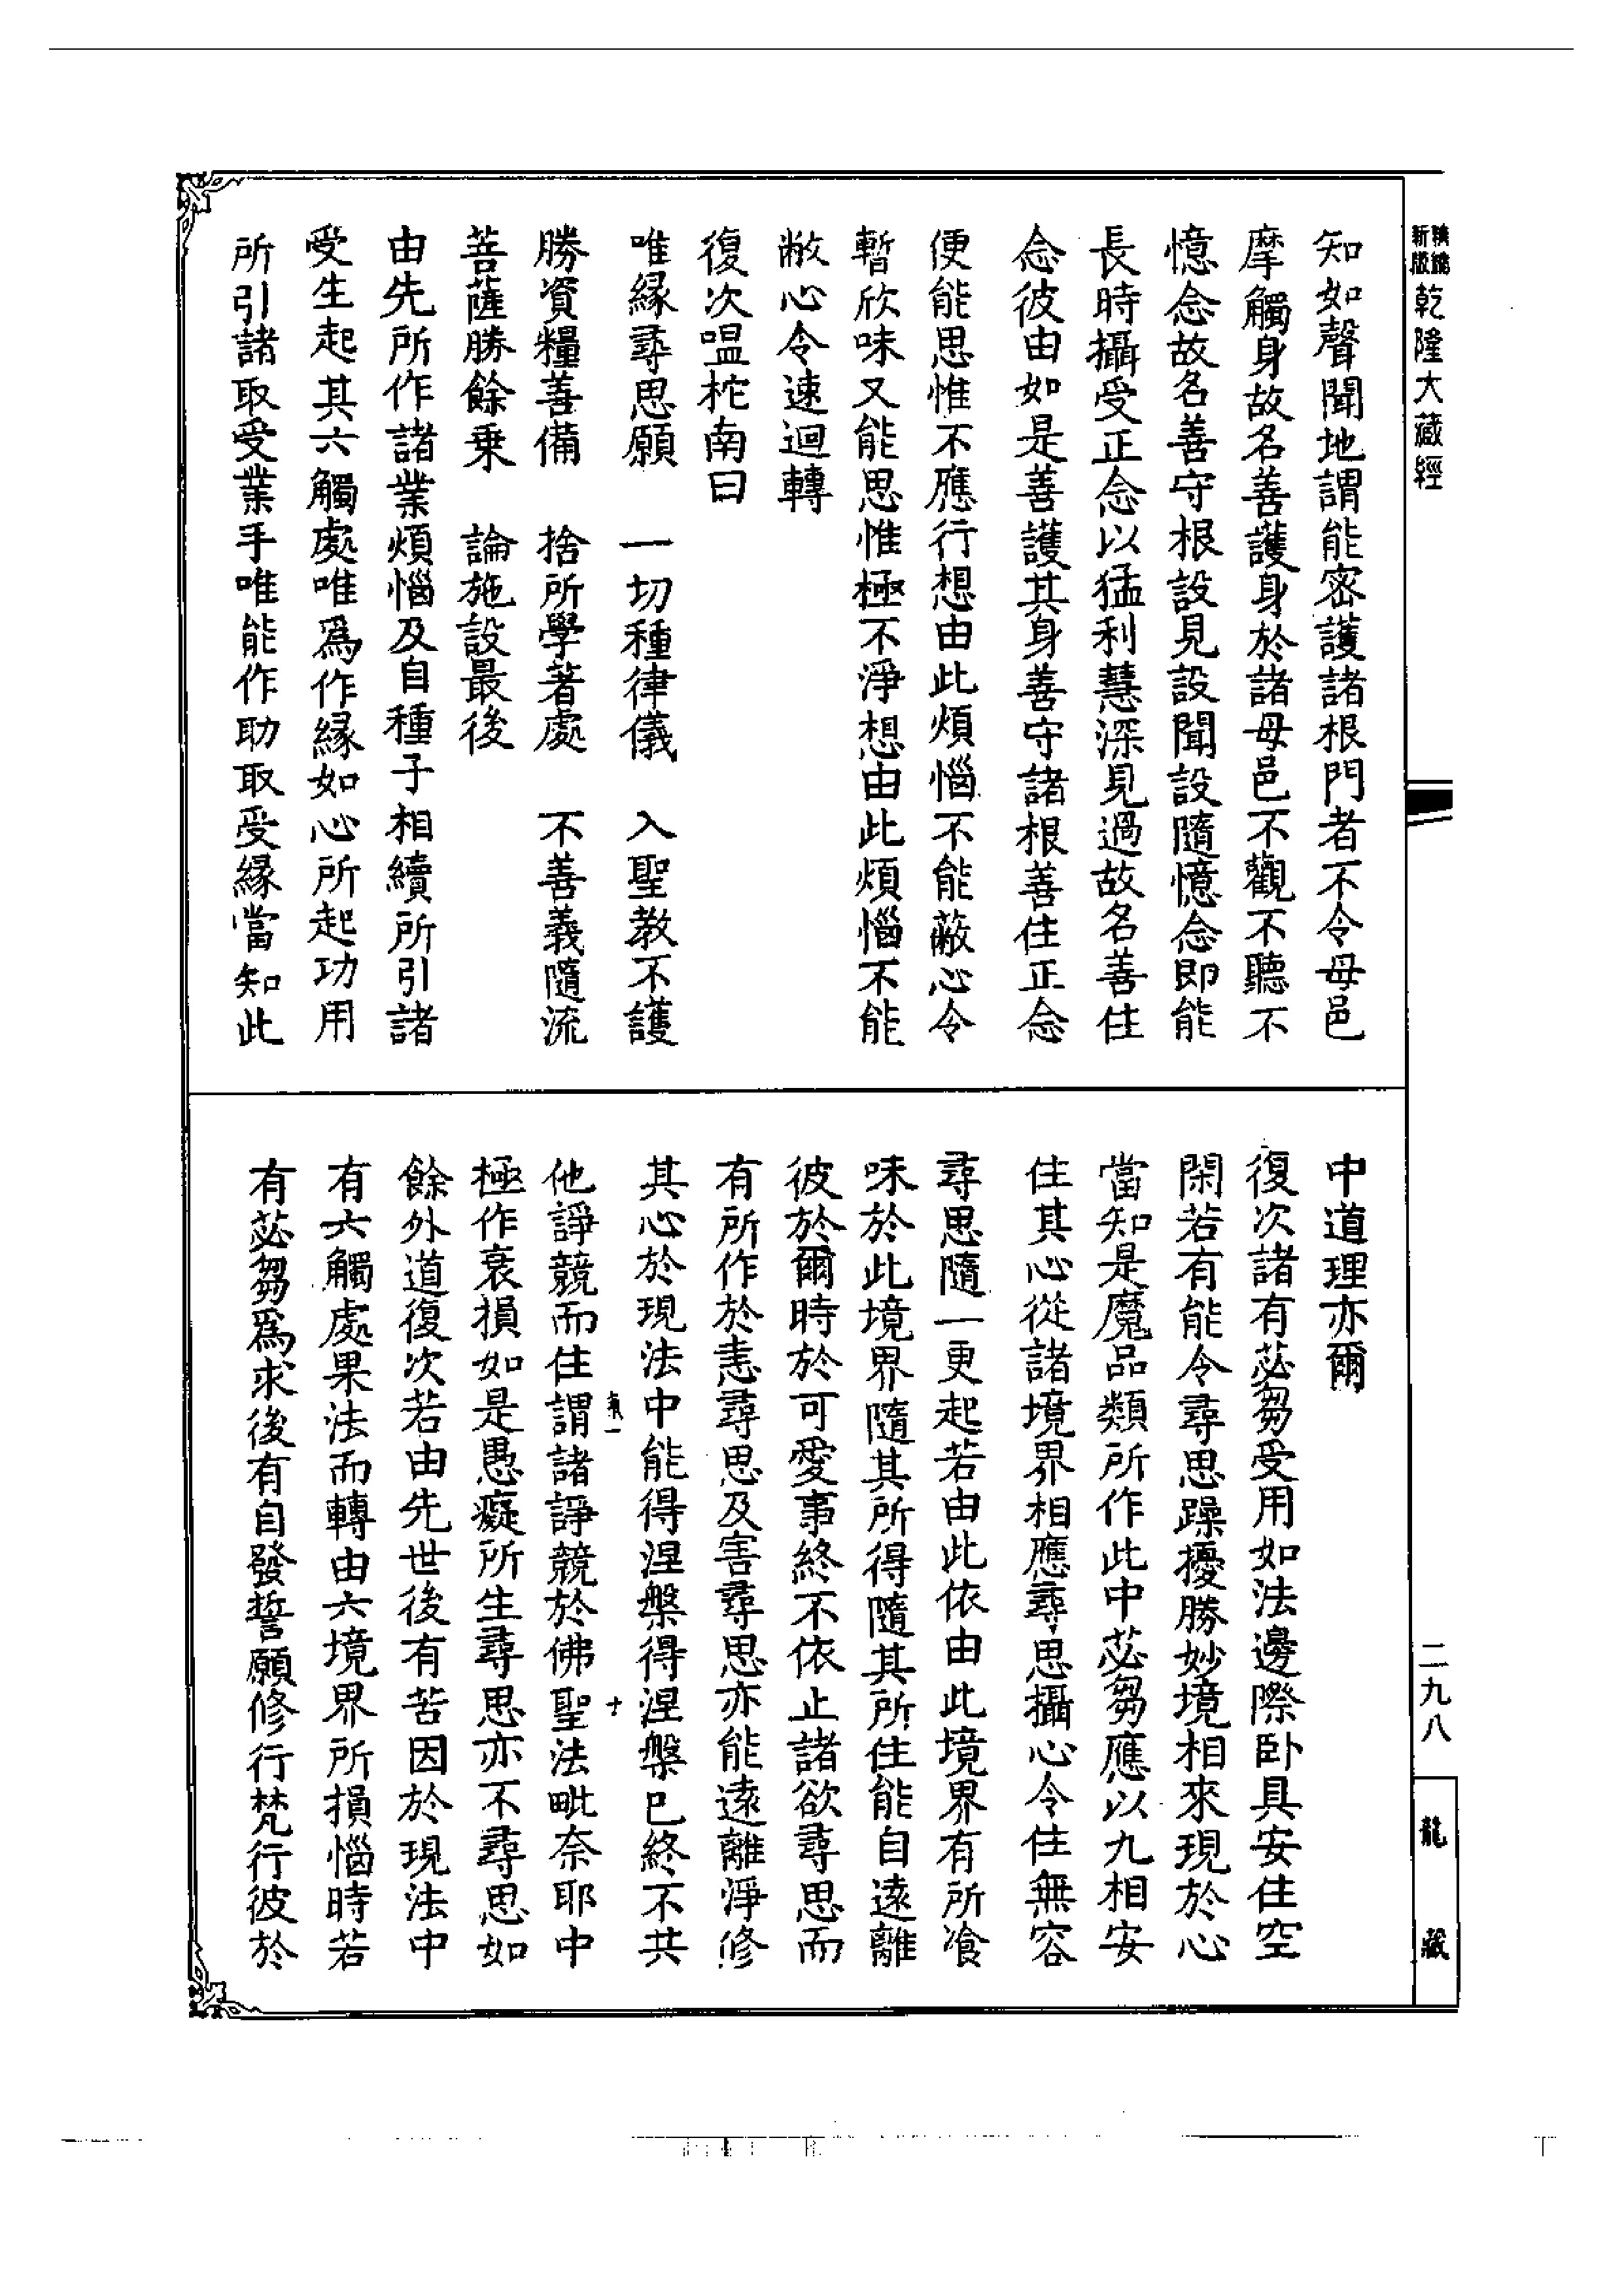 精縮
新版
乾隆大藏經
知如聲聞地謂能密護諸根門者不令母邑
摩觸身故名善護身於諸母邑不觀不聽不
憶念故名善守根設見設聞設隨憶念即能
長時攝受正念以猛利慧深見過故名善住
念彼由如是善護其身善守諸根善住正念
便能思惟不應行想由此煩惱不能蔽心令
暫欣味又能思惟極不淨想由此煩惱不能
敝心令速迴轉
復次嗢柁南曰
唯緣尋思願　一切種律儀　入聖教不護
勝資糧善備　捨所學著處　不善義隨流
菩薩勝餘乘　論施設最後
由先所作諸業煩惱及自種子相續所引諸
受生起其六觸處唯爲作緣如心所起功用
所引諸取受業手唯能作助取受緣當知此
中道理亦爾
復次諸有苾芻受用如法邊際臥具安住空
閑若有能令尋思躁擾勝妙境相來現於心
當知是魔品類所作此中苾芻應以九相安
住其心從諸境界相應尋思攝心令住無容
尋思隨一更起若由此依由此境界有所飡
味於此境界隨其所得隨其所住能自遠離
彼於爾時於可愛事終不依止諸欲尋思而
有所作於恚尋思及害尋思亦能遠離淨修
其心於現法中能得涅槃得涅槃已終不共
他諍競而住謂諸諍競於佛聖法毗奈耶中
極作衰損如是愚癡所生尋思亦不尋思如
餘外道復次若由先世後有苦因於現法中
有六觸處果法而轉由六境界所損惱時若
有苾芻爲求後有自發誓願修行梵行彼於
二九八
龍藏